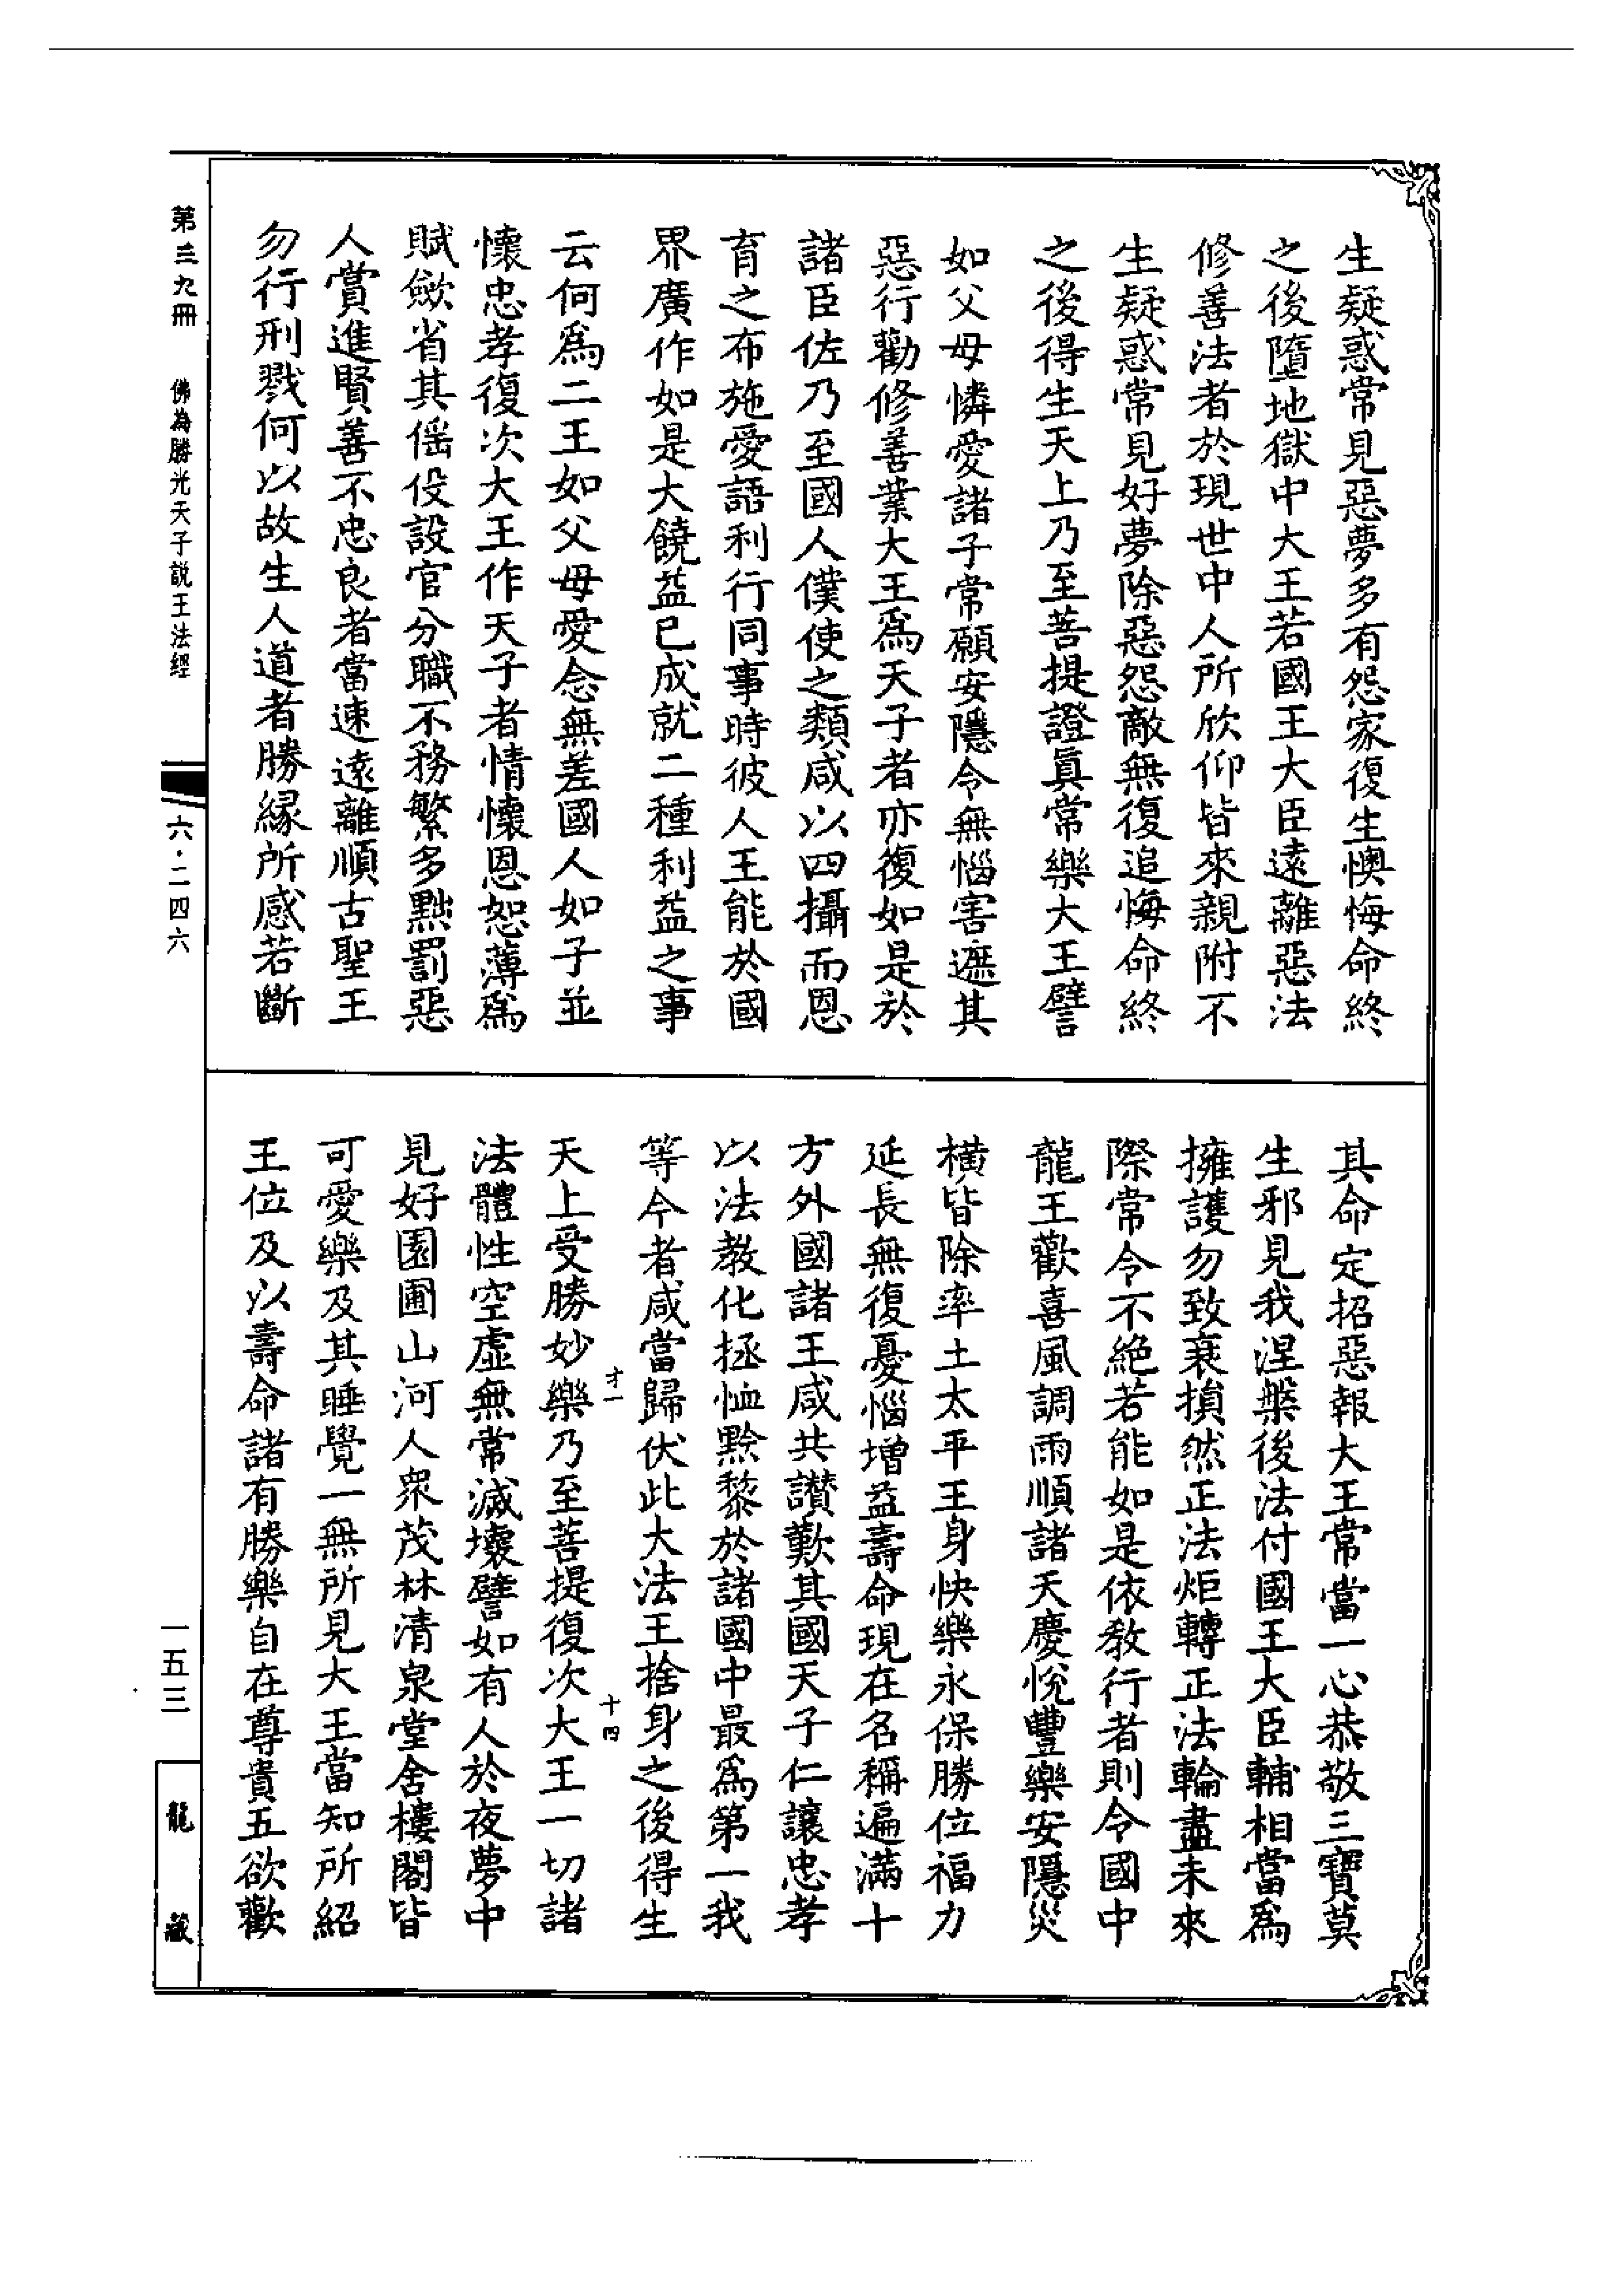 生疑惑常見惡夢多有怨家復生懊悔命終
之後墮地獄中大王若國王大臣遠離惡法
修善法者於現世中人所欣仰皆來親附不
生疑惑常見好夢除惡怨敵無復追悔命終
之後得生天上乃至菩提證眞常樂大王譬
如父母憐愛諸子常願安隱令無惱害遮其
惡行勸修善業大王爲天子者亦復如是於
諸臣佐乃至國人僕使之類咸以四攝而恩
育之布施愛語利行同事時彼人王能於國
界廣作如是大饒益已成就二種利益之事
云何爲二王如父母愛念無差國人如子並
懷忠孝復次大王作天子者情懷恩恕薄爲
賦斂省其傜役設官分職不務繁多黜罰惡
人賞進賢善不忠良者當速遠離順古聖王
勿行刑戮何以故生人道者勝緣所感若斷
其命定招惡報大王常當一心恭敬三寶莫
生邪見我涅槃後法付國王大臣輔相當爲
擁護勿致衰損然正法炬轉正法輪盡未來
際常令不絕若能如是依教行者則令國中
龍王歡喜風調雨順諸天慶悅豐樂安隱災
橫皆除率土太平王身快樂永保勝位福力
延長無復憂惱增益壽命現在名稱遍滿十
方外國諸王咸共讚歎其國天子仁讓忠孝
以法教化拯恤黔黎於諸國中最爲第一我
等今者咸當歸伏此大法王捨身之後得生
天上受勝妙樂乃至菩提復次大王一切諸
才一
十四
法體性空虛無常滅壞譬如有人於夜夢中
見好園圃山河人衆茂林清泉堂舍樓閣皆
可愛樂及其睡覺一無所見大王當知所紹
王位及以壽命諸有勝樂自在尊貴五欲歡
第三九冊
佛為勝光天子說王法經
六·二四六
一五三
龍藏